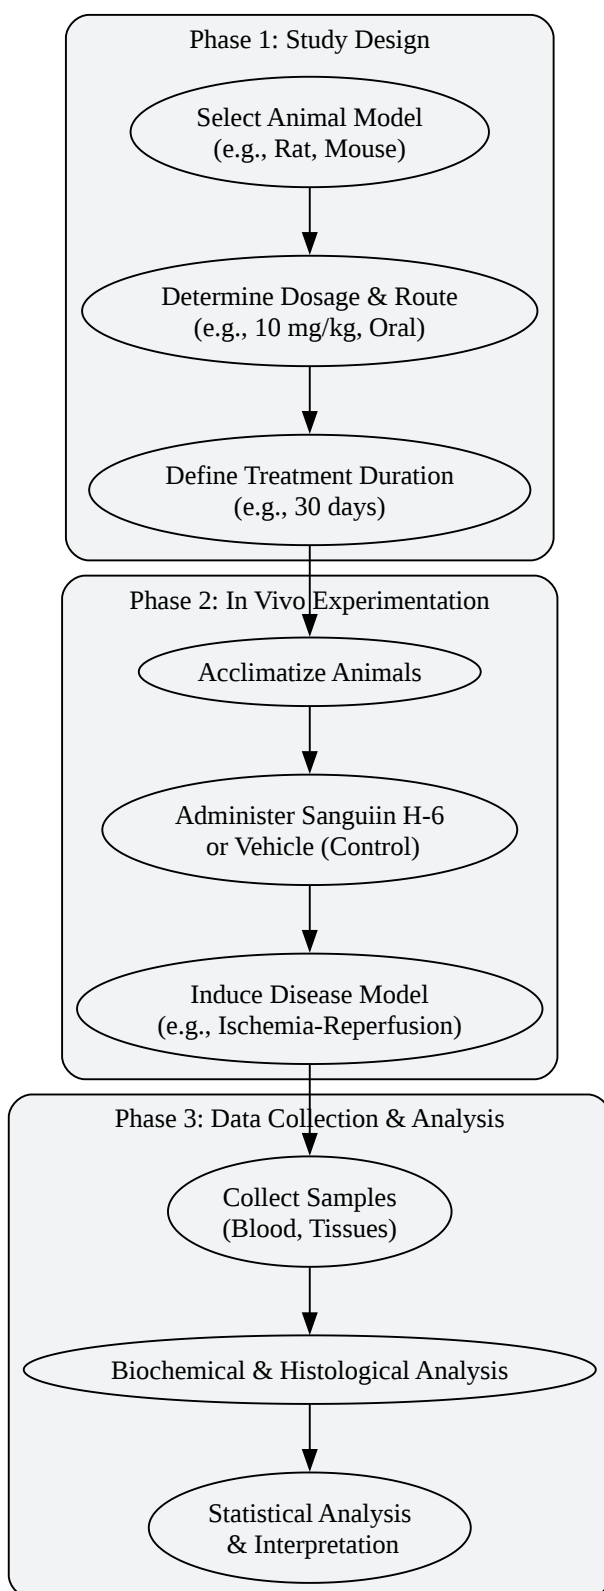 Phase 1: Study Design
Select Animal Model
(e.g., Rat, Mouse)
Determine Dosage & Route
(e.g., 10 mg/kg, Oral)
Define Treatment Duration
(e.g., 30 days)
Phase 2: In Vivo Experimentation
Acclimatize Animals
Administer Sanguiin H-6
or Vehicle (Control)
Induce Disease Model
(e.g., Ischemia-Reperfusion)
Phase 3: Data Collection & Analysis
Collect Samples
(Blood, Tissues)
Biochemical & Histological Analysis
Statistical Analysis
& Interpretation